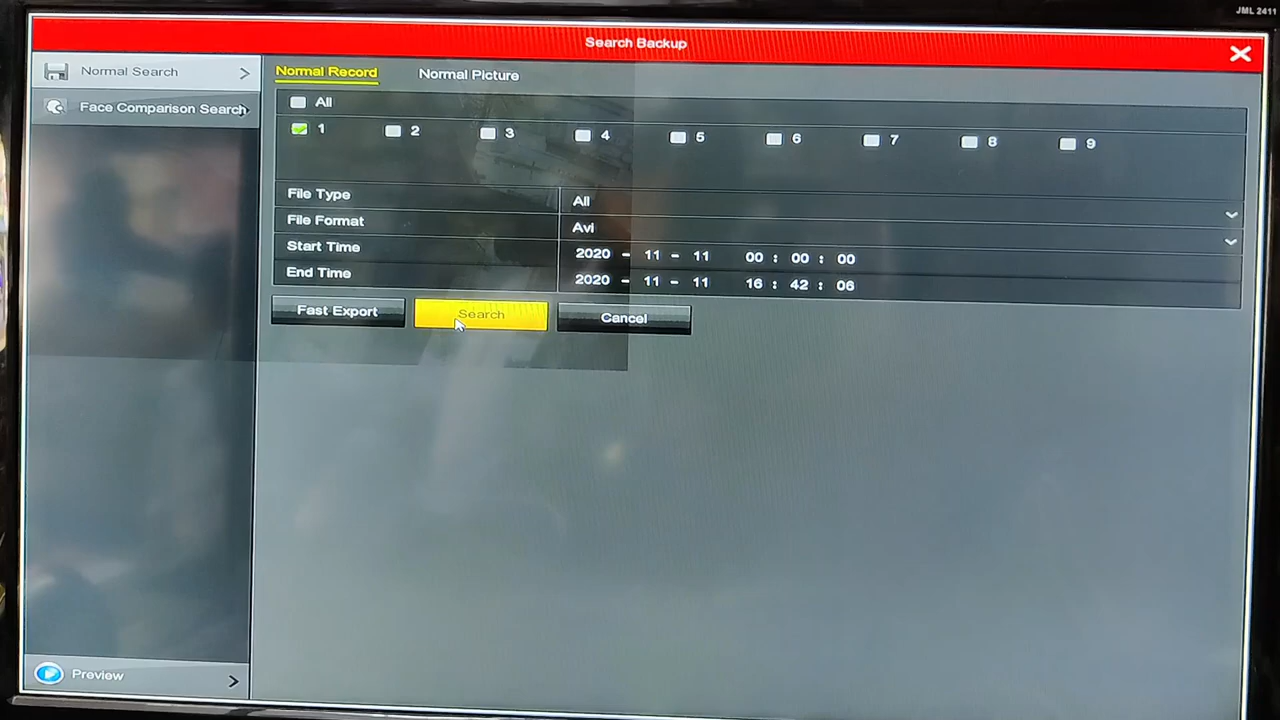 JML 2411
Search Backup
Normal Search
Face Comparison Search
Normal Record Normal Picture
All
1 2 3 4 5 6 7 8 9
File Type All
File Format Avi
Start Time 2020 - 11 - 11 00 : 00 : 00
End Time 2020 - 11 - 11 16 : 42 : 06
Fast Export Search Cancel
Preview